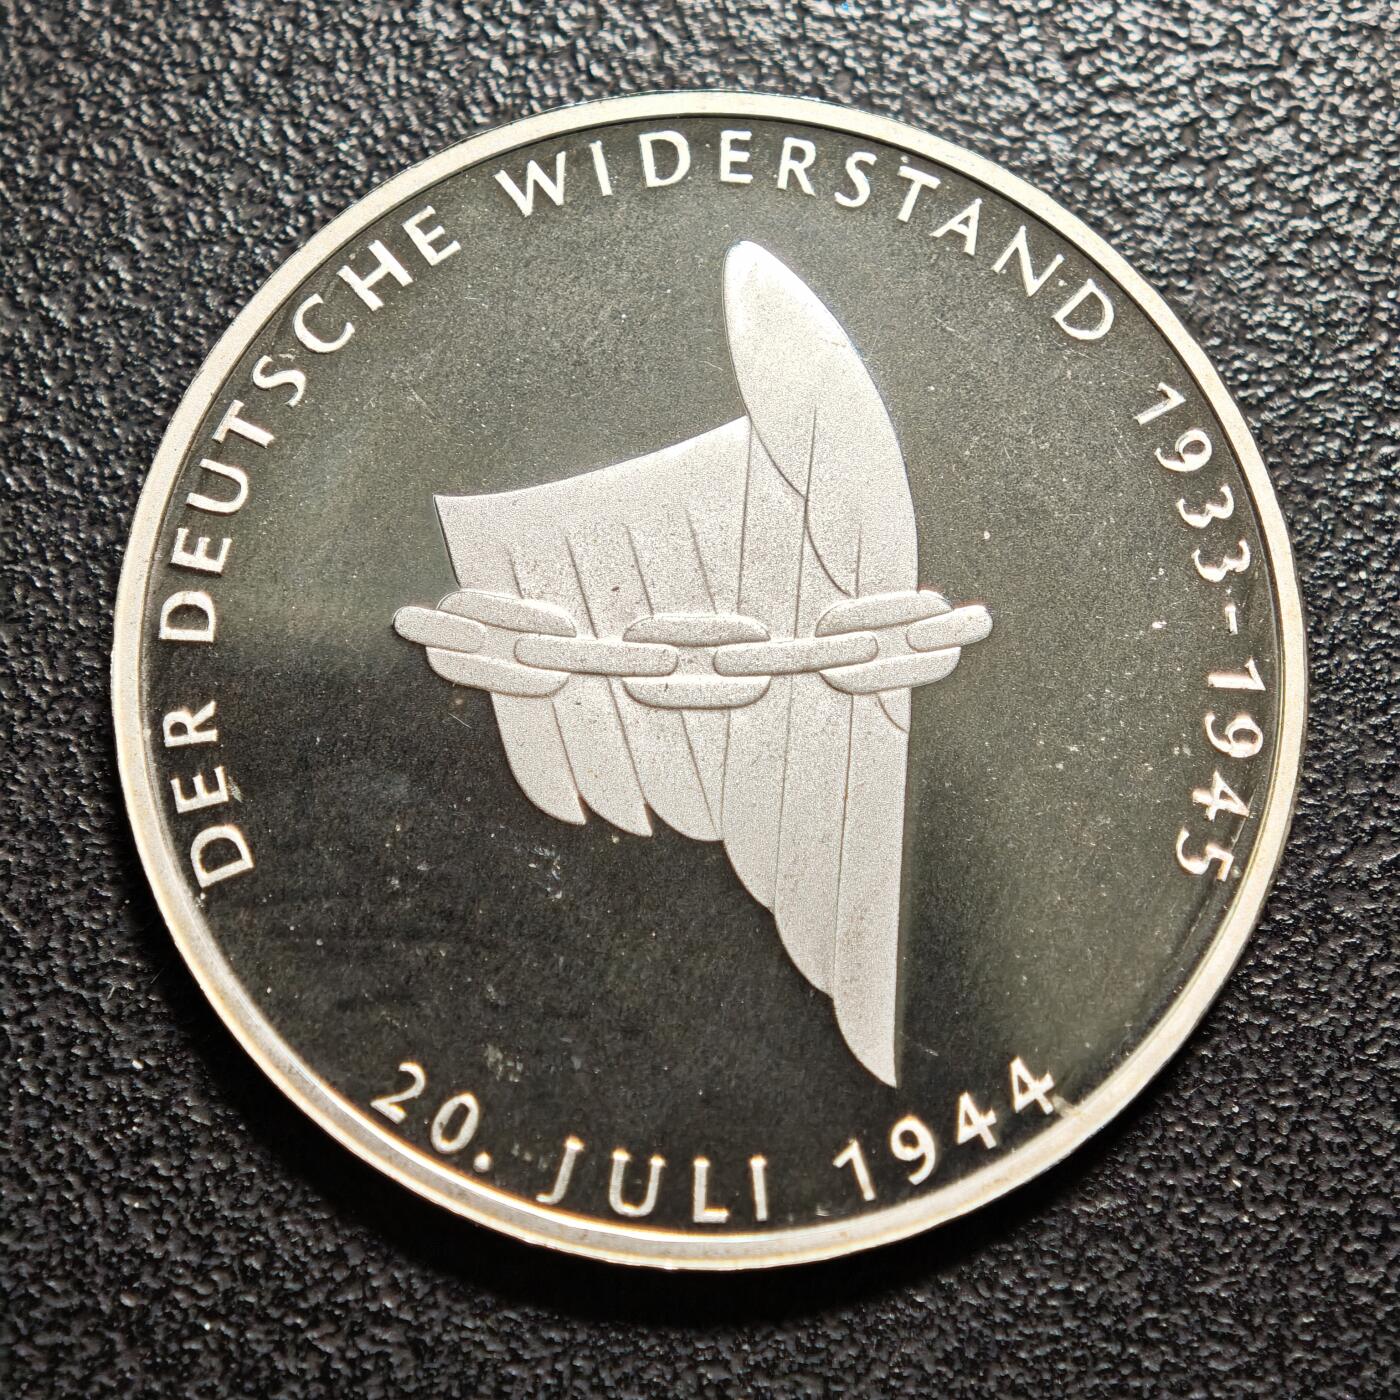 DER DEUTSCHE WIDERSTAND 1933-1945
20. JULI 1944